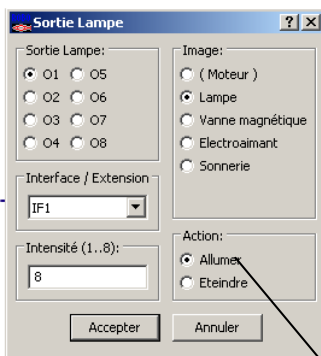 Sortie Lampe
Sortie Lampe:
O1 O5
O2 O6
O3 O7
O4 O8
Interface / Extension
IF1
Intensité (1..8):
8
Image:
( Moteur )
Lampe
Vanne magnétique
Electroaimant
Sonnerie
Action:
Allumer
Eteindre
Accepter Annuler